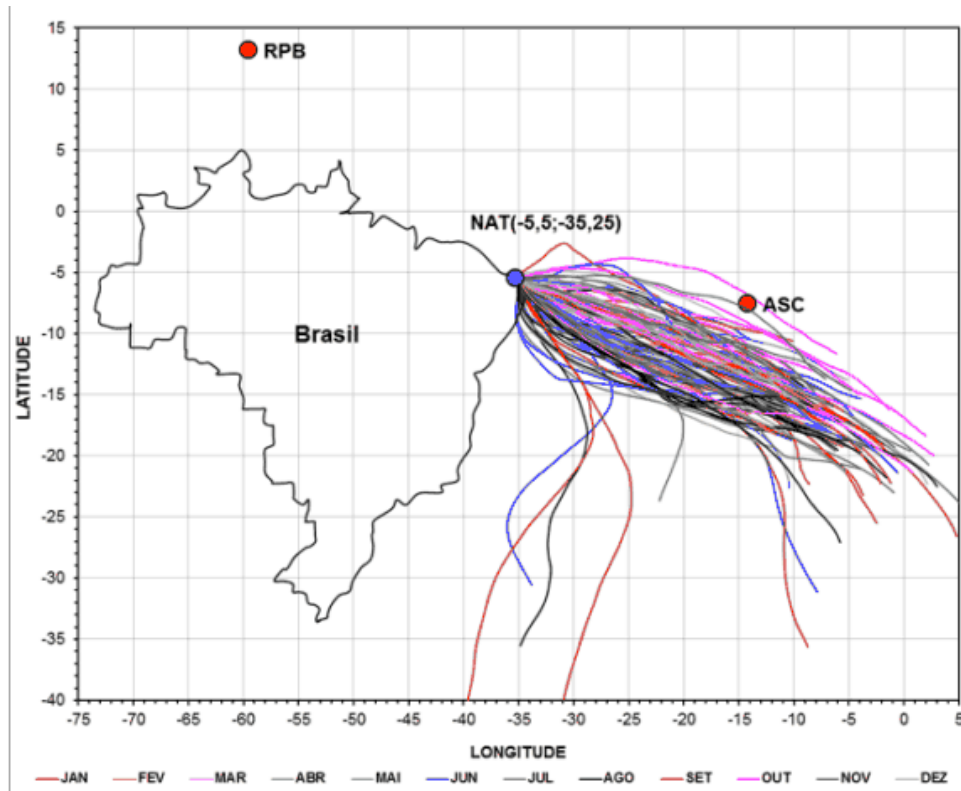 15
RPB
10
5
0
NAT(-5,5;-35,25)
-5
ASC
Brasil
-10
-15
-20
-25
-30
-35
-40
LATITUDE
-75 -70 -65 -60 -55 -50 -45 -40 -35 -30 -25 -20 -15 -10 -5 0 5
LONGITUDE
JAN FEV MAR ABR MAI JUN JUL AGO SET OUT NOV DEZ